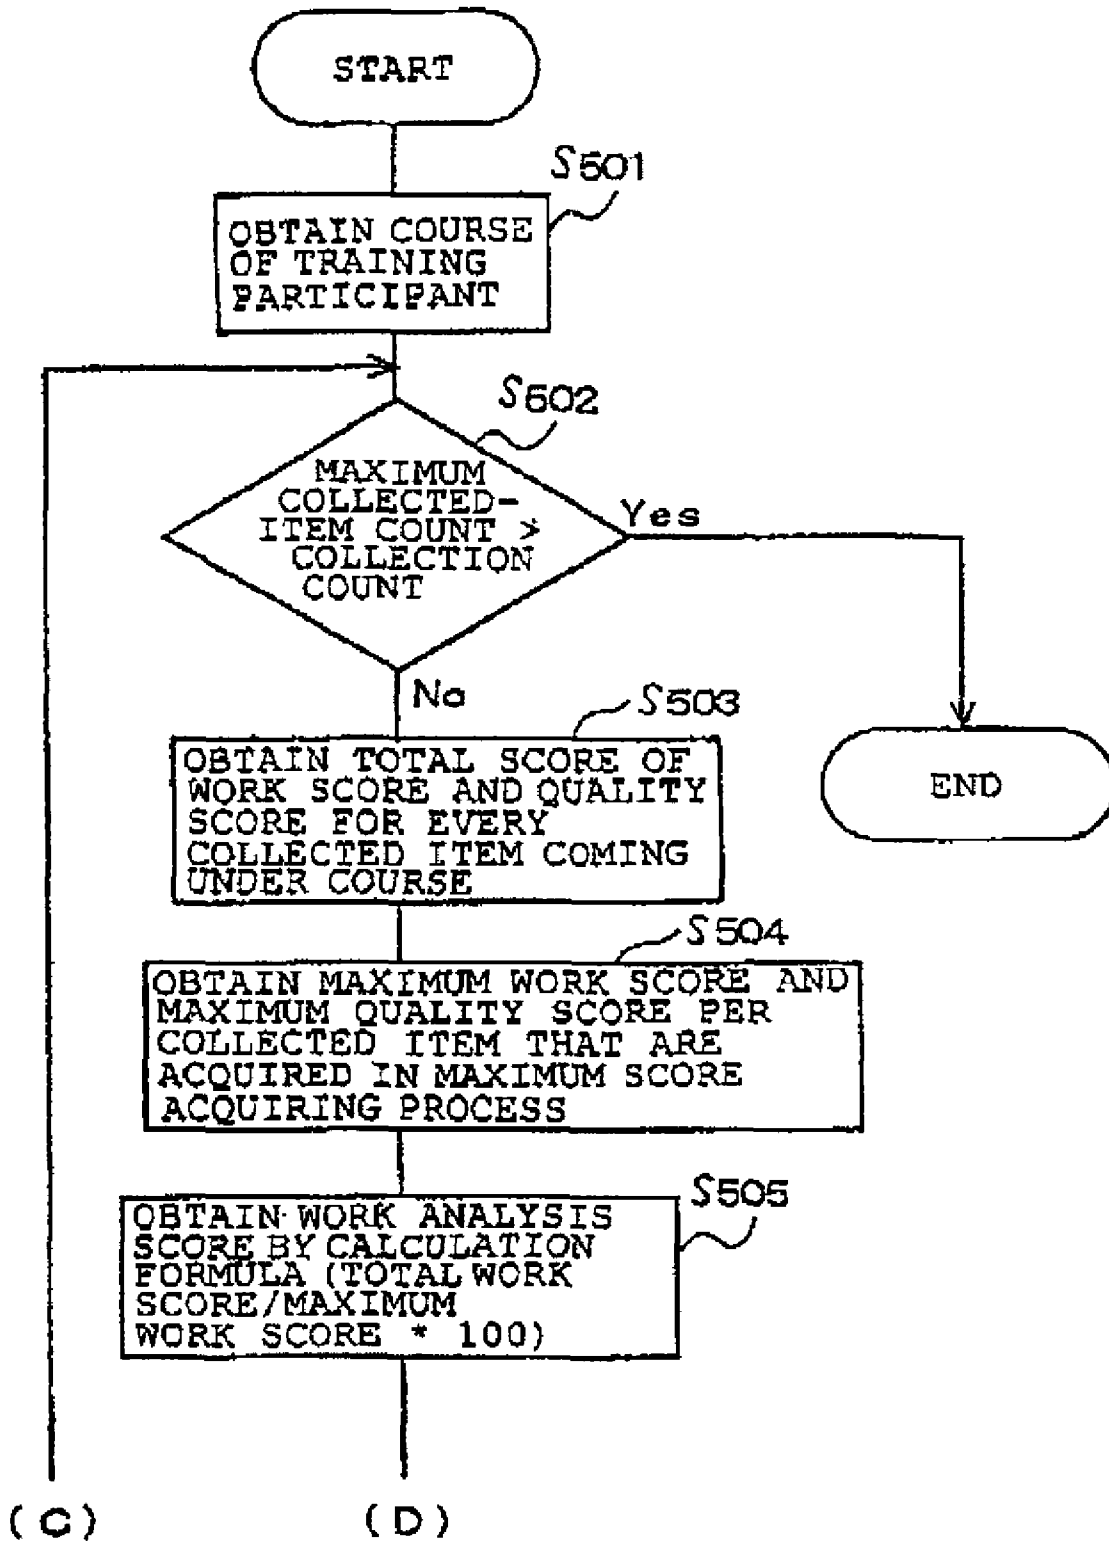 START
S501
OBTAIN COURSE
OF TRAINING
PARTICIPANT
S502
MAXIMUM
COLLECTED-
ITEM COUNT >
COLLECTION
COUNT
Yes
No
S503
OBTAIN TOTAL SCORE OF
WORK SCORE AND QUALITY
SCORE FOR EVERY
COLLECTED ITEM COMING
UNDER COURSE
END
S504
OBTAIN MAXIMUM WORK SCORE AND
MAXIMUM QUALITY SCORE PER
COLLECTED ITEM THAT ARE
ACQUIRED IN MAXIMUM SCORE
ACQUIRING PROCESS
S505
OBTAIN WORK ANALYSIS
SCORE BY CALCULATION
FORMULA (TOTAL WORK
SCORE/MAXIMUM
WORK SCORE * 100)
(C)
(D)